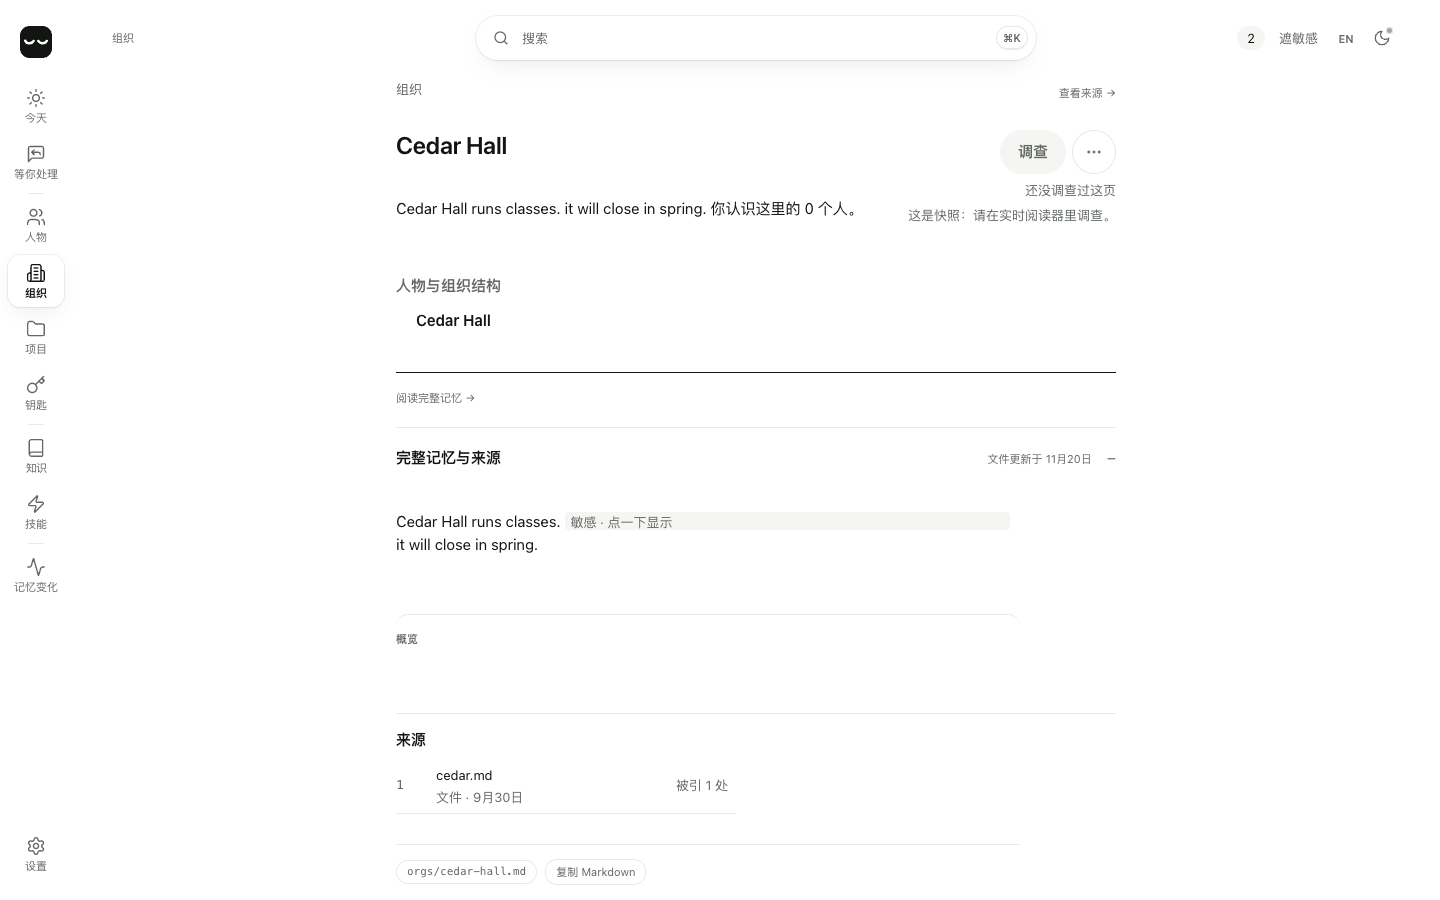 组织
搜索
⌘K
2
遮敏感
EN
今天
等你处理
人物
组织
项目
钥匙
知识
技能
记忆变化
设置
组织
查看来源 →
Cedar Hall
调查
···
还没调查过这页
Cedar Hall runs classes. it will close in spring. 你认识这里的 0 个人。
这是快照：请在实时阅读器里调查。
人物与组织结构
Cedar Hall
阅读完整记忆 →
完整记忆与来源
文件更新于 11月20日 –
Cedar Hall runs classes. 敏感 · 点一下显示
it will close in spring.
概览
来源
1
cedar.md
文件 · 9月30日
被引 1 处
orgs/cedar-hall.md
复制 Markdown